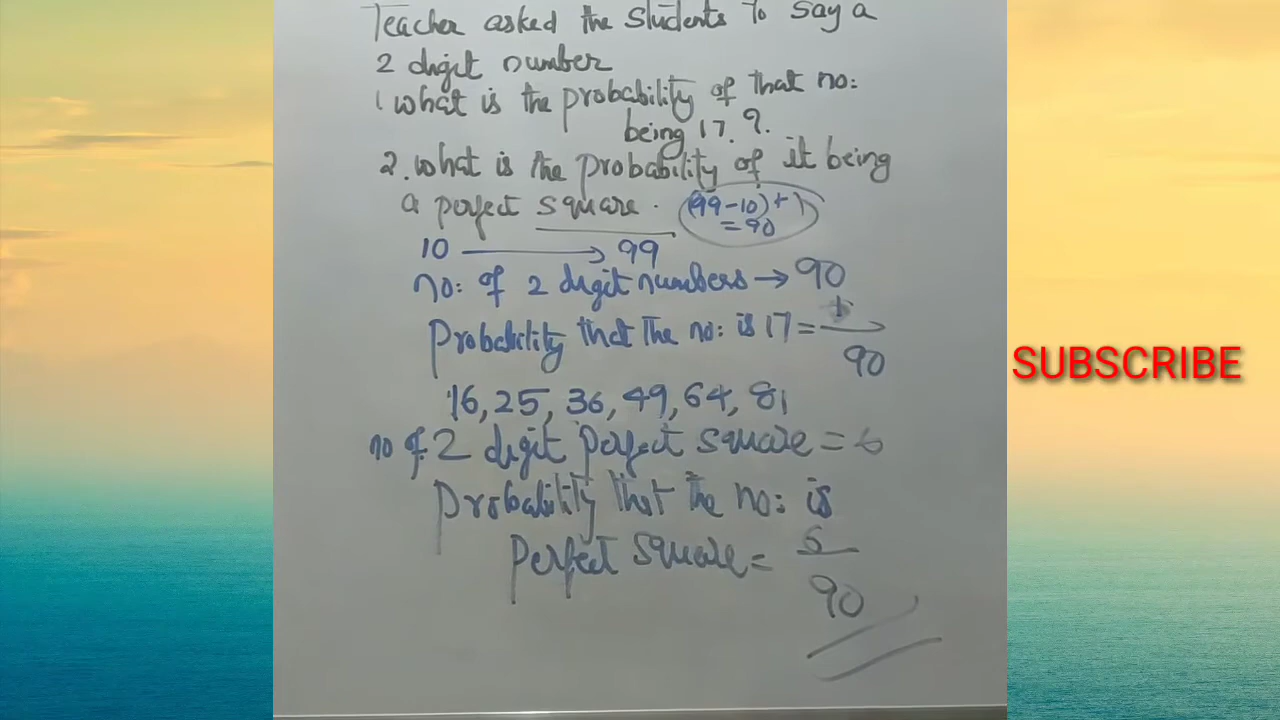 Teacher asked the students to say a
2 digit number
1 what is the probability of that no:
being 17.?
2. what is the probability of it being
a perfect square.
(99-10)+1
=90
10 → 99
no: of 2 digit numbers → 90
Probability that the no: is 17 = 1/90
16, 25, 36, 49, 64, 81
no of 2 digit perfect square = 6
Probability that the no: is
perfect square = 6/90
SUBSCRIBE